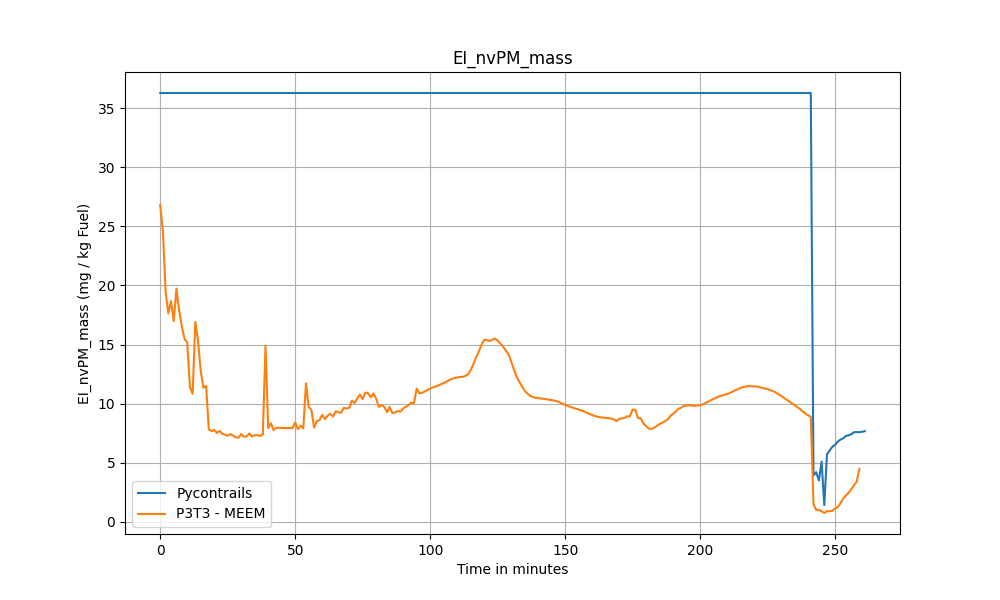 EI_nvPM_mass
EI_nvPM_mass (mg / kg Fuel)
35
30
25
20
15
10
5
0
Pycontrails
P3T3 - MEEM
0 50 100 150 200 250
Time in minutes